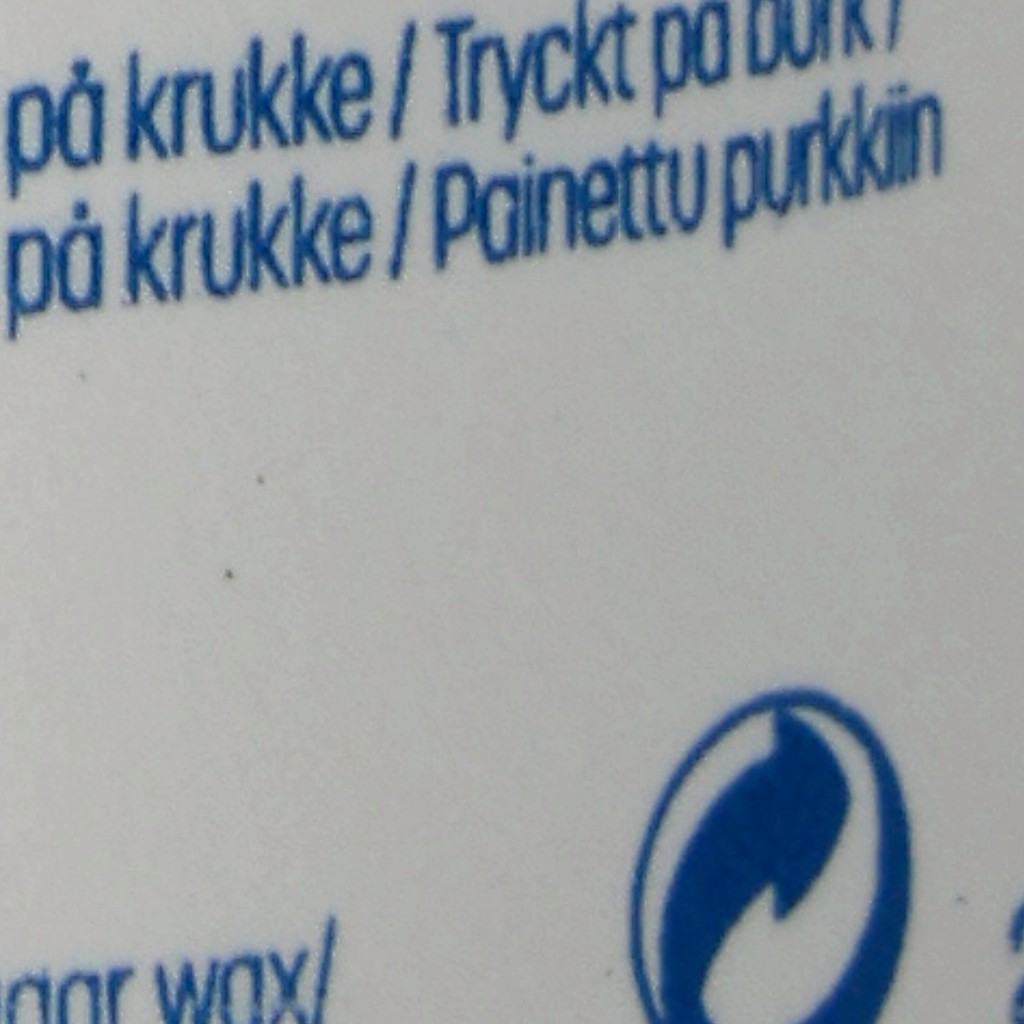 på krukke / Tryckt på burk /
på krukke / Painettu purkkiin
wax/